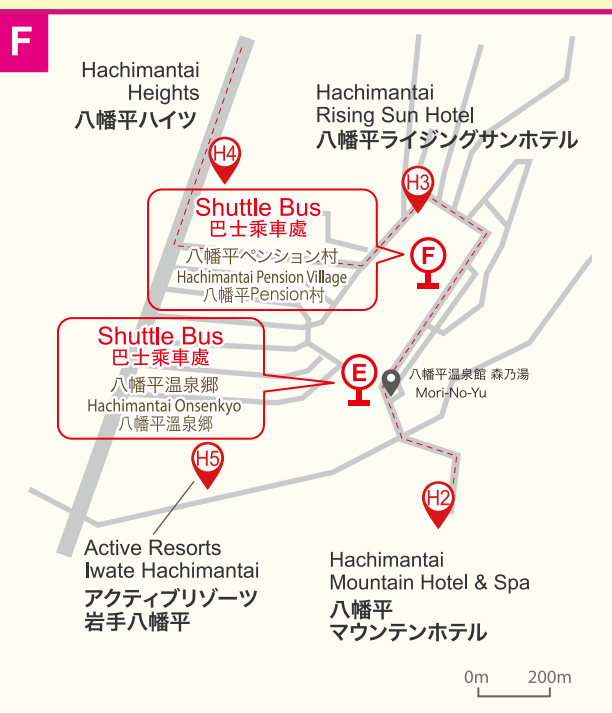 F
Hachimantai
Heights
八幡平ハイツ
Hachimantai
Rising Sun Hotel
八幡平ライジングサンホテル
H4
H3
Shuttle Bus
巴士乘車處
八幡平ペンション村
Hachimantai Pension Village
八幡平Pension村
F
Shuttle Bus
巴士乘車處
八幡平温泉郷
Hachimantai Onsenkyo
八幡平溫泉郷
E
八幡平温泉館 森乃湯
Mori-No-Yu
H5
H2
Active Resorts
Iwate Hachimantai
アクティブリゾーツ
岩手八幡平
Hachimantai
Mountain Hotel & Spa
八幡平
マウンテンホテル
0m 200m